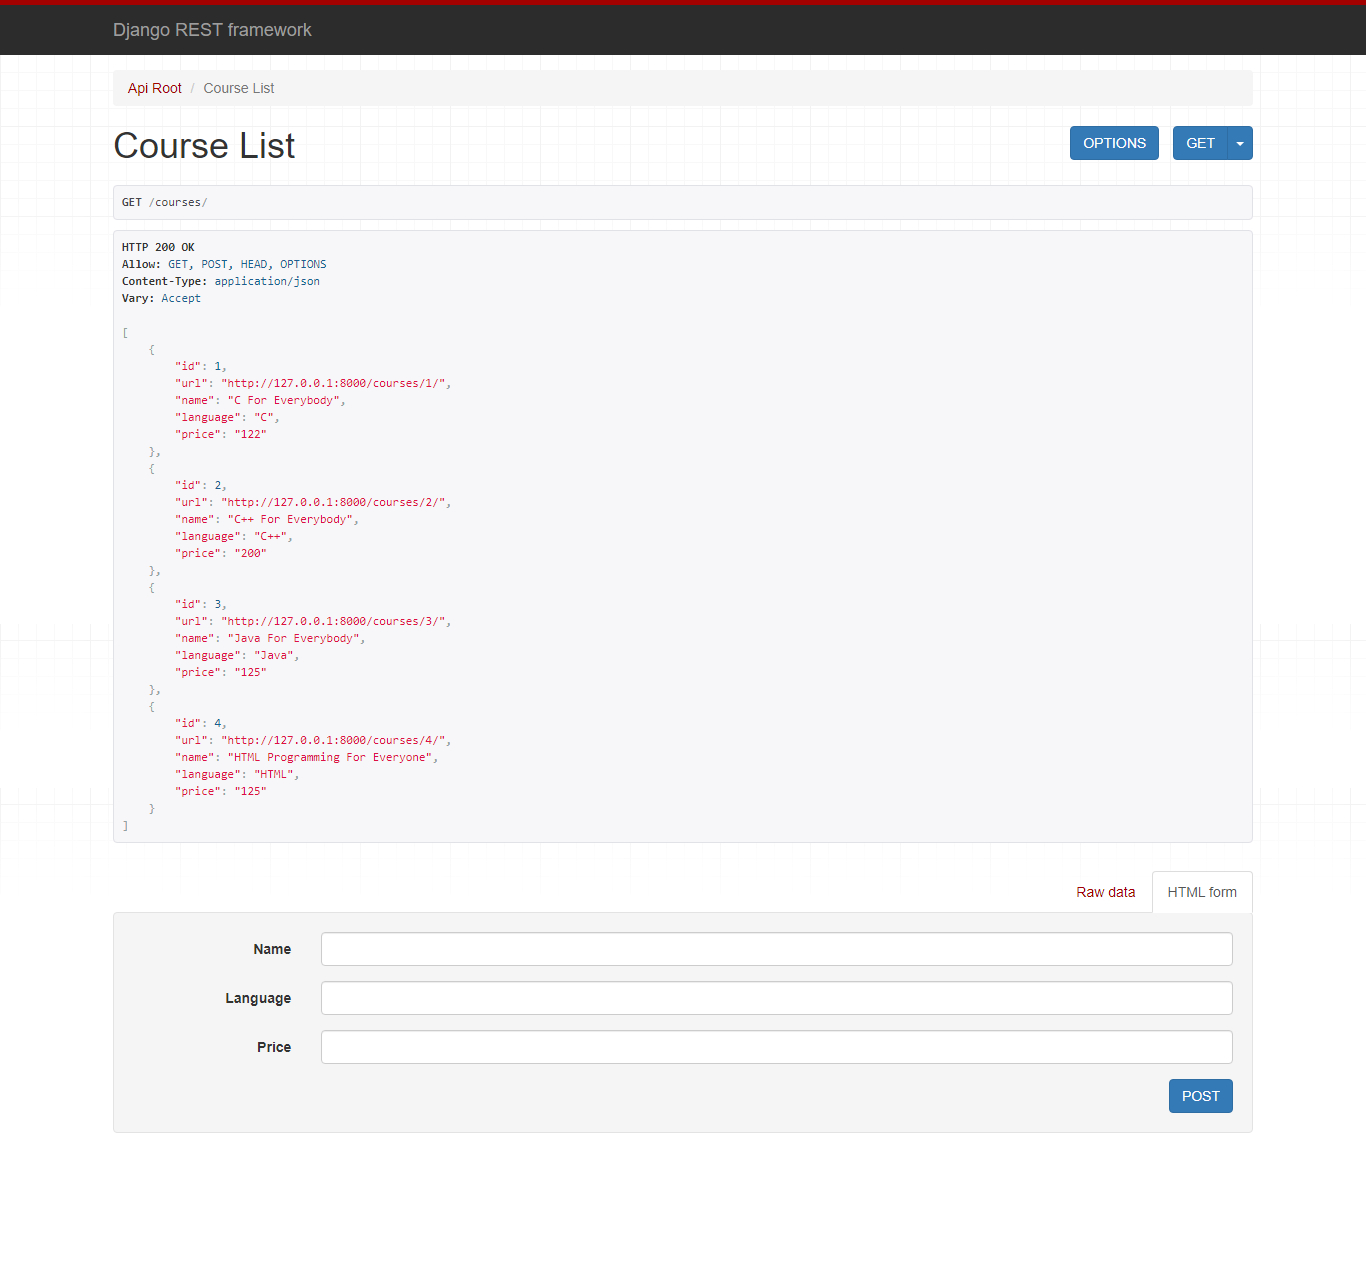 Django REST framework
Api Root / Course List
Course List
OPTIONS GET
GET /courses/
HTTP 200 OK
Allow: GET, POST, HEAD, OPTIONS
Content-Type: application/json
Vary: Accept
[
    {
        "id": 1,
        "url": "http://127.0.0.1:8000/courses/1/",
        "name": "C For Everybody",
        "language": "C",
        "price": "122"
    },
    {
        "id": 2,
        "url": "http://127.0.0.1:8000/courses/2/",
        "name": "C++ For Everybody",
        "language": "C++",
        "price": "200"
    },
    {
        "id": 3,
        "url": "http://127.0.0.1:8000/courses/3/",
        "name": "Java For Everybody",
        "language": "Java",
        "price": "125"
    },
    {
        "id": 4,
        "url": "http://127.0.0.1:8000/courses/4/",
        "name": "HTML Programming For Everyone",
        "language": "HTML",
        "price": "125"
    }
]
Raw data HTML form
Name
Language
Price
POST